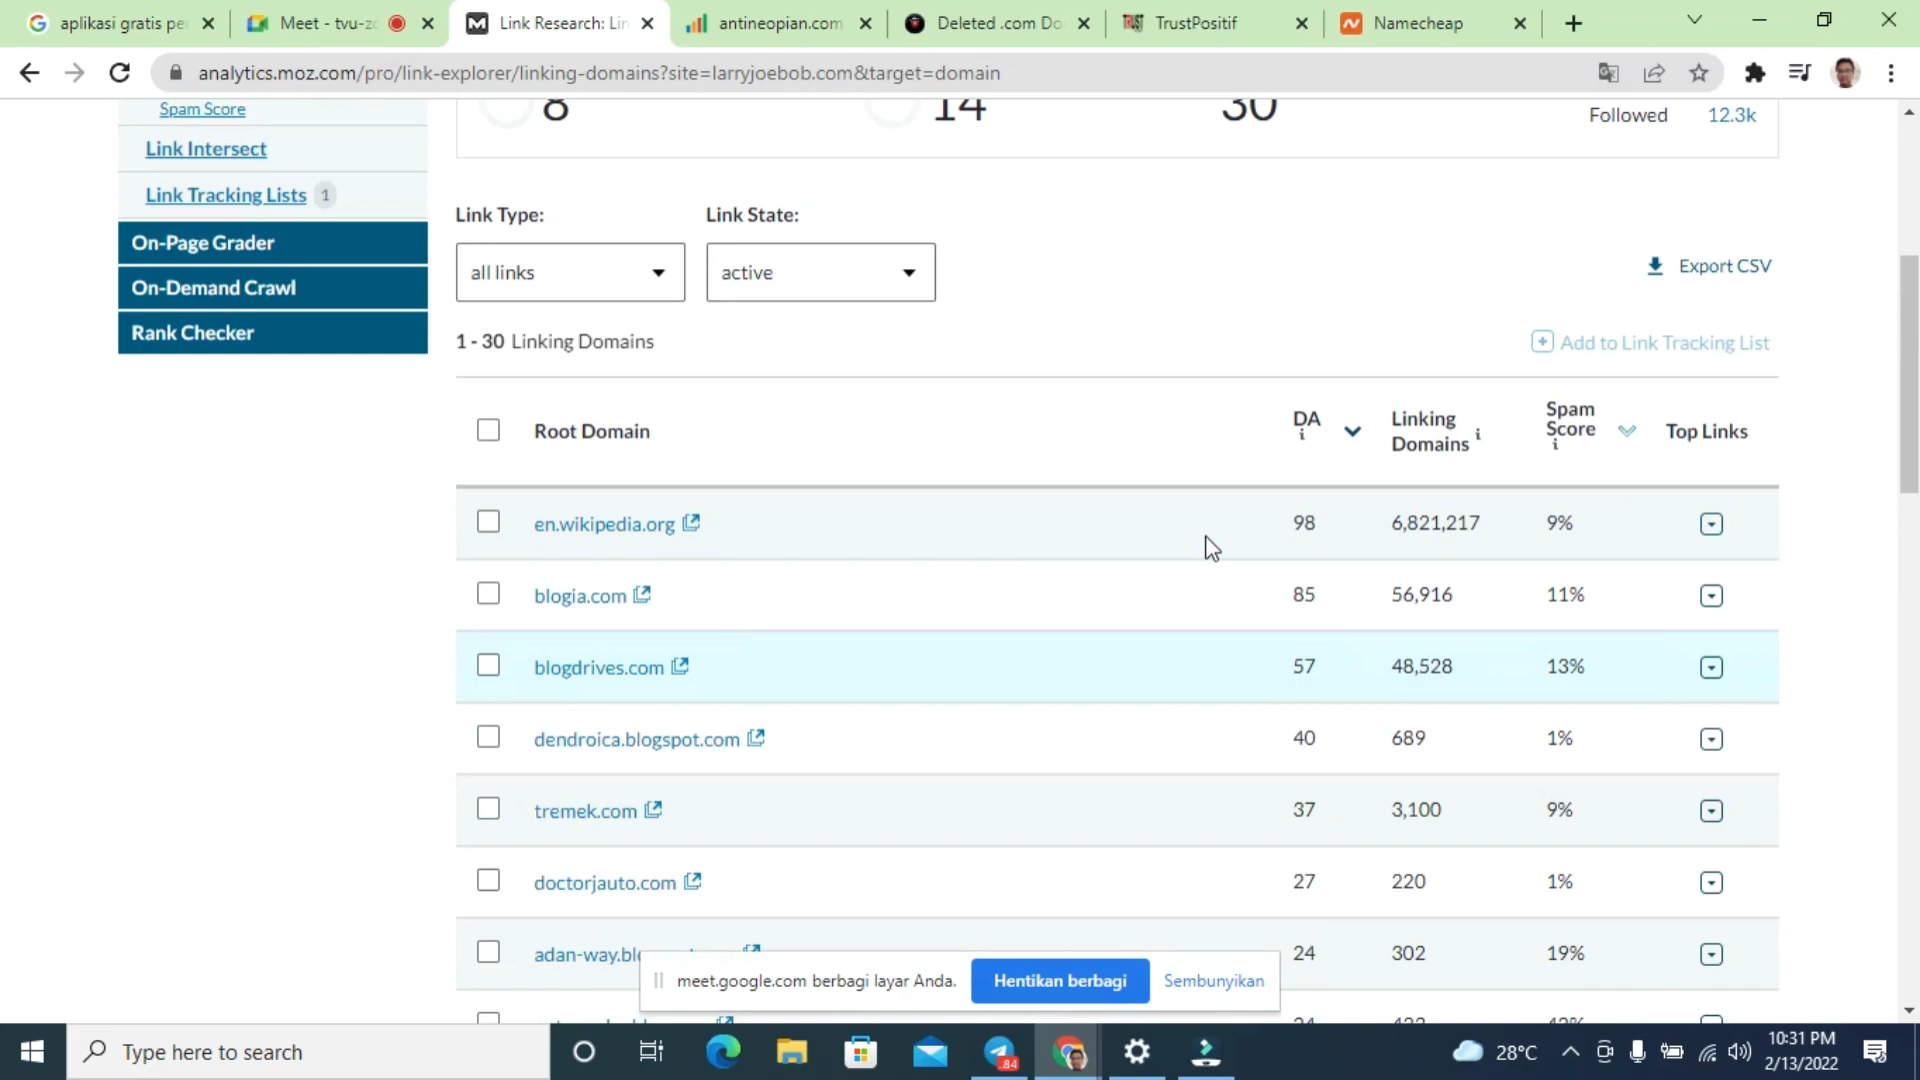 aplikasi gratis pe
Meet - tvu-zc
Link Research: Lin
antineopian.com
Deleted .com Do
TrustPositif
Namecheap
analytics.moz.com/pro/link-explorer/linking-domains?site=larryjoebob.com&target=domain
Spam Score
Link Intersect
Link Tracking Lists 1
On-Page Grader
On-Demand Crawl
Rank Checker
8 14 30
Followed 12.3k
Link Type: Link State:
all links active
Export CSV
1 - 30 Linking Domains
Add to Link Tracking List
Root Domain DA Linking Domains Spam Score Top Links
en.wikipedia.org 98 6,821,217 9%
blogia.com 85 56,916 11%
blogdrives.com 57 48,528 13%
dendroica.blogspot.com 40 689 1%
tremek.com 37 3,100 9%
doctorjauto.com 27 220 1%
adan-way.blo 24 302 19%
meet.google.com berbagi layar Anda. Hentikan berbagi Sembunyikan
Type here to search
84
28°C
10:31 PM
2/13/2022